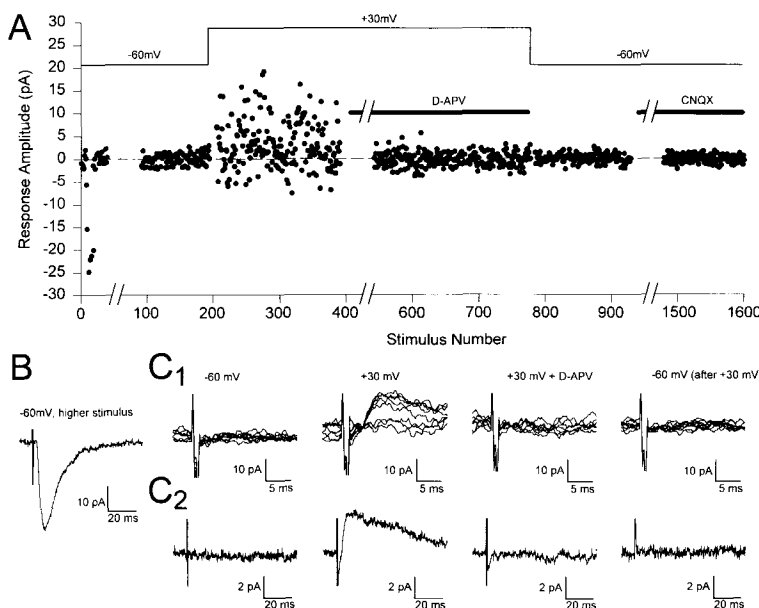 A
+30mV
-60mV
-60mV
D-APV
CNQX
Response Amplitude (pA)
30
25
20
15
10
5
0
-5
-10
-15
-20
-25
-30
0 100 200 300 400 600 700 800 900 1500 1600
Stimulus Number
B
-60mV, higher stimulus
10 pA
20 ms
C1
-60 mV
+30 mV
+30 mV + D-APV
-60 mV (after +30 mV)
10 pA
5 ms
10 pA
5 ms
10 pA
5 ms
10 pA
5 ms
C2
2 pA
20 ms
2 pA
20 ms
2 pA
20 ms
2 pA
20 ms